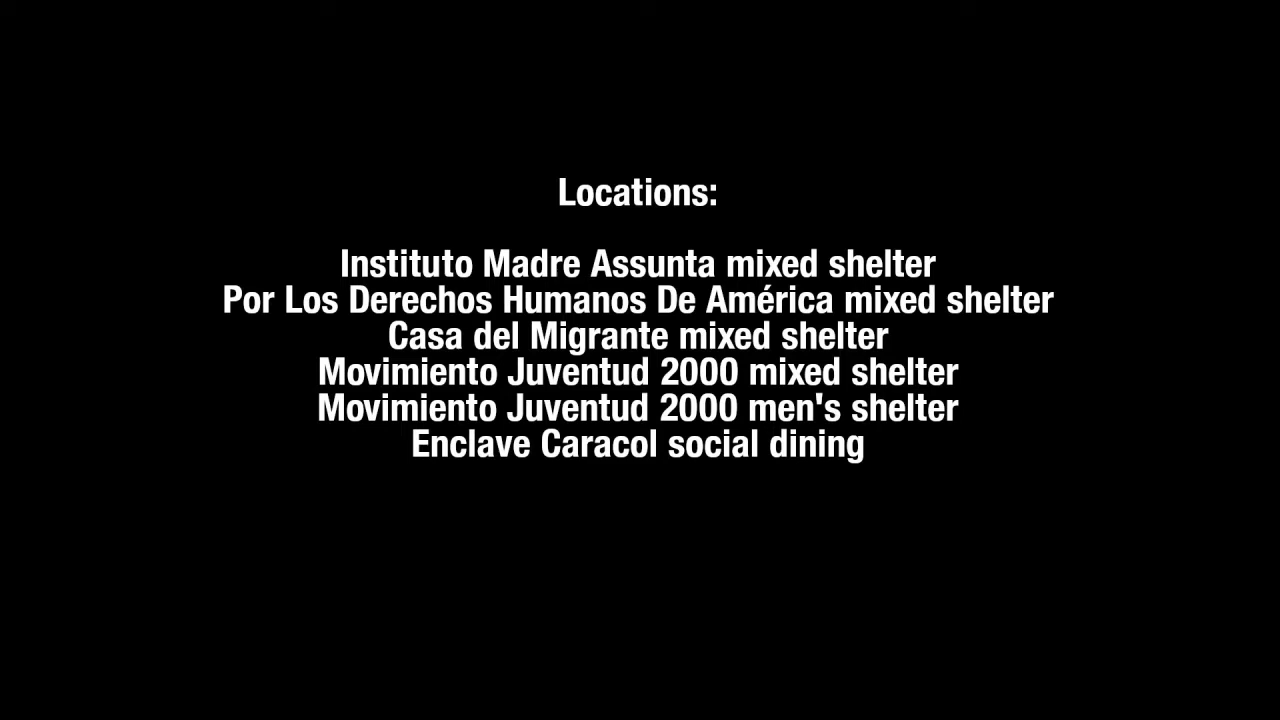 Locations:
Instituto Madre Assunta mixed shelter
Por Los Derechos Humanos De América mixed shelter
Casa del Migrante mixed shelter
Movimiento Juventud 2000 mixed shelter
Movimiento Juventud 2000 men's shelter
Enclave Caracol social dining